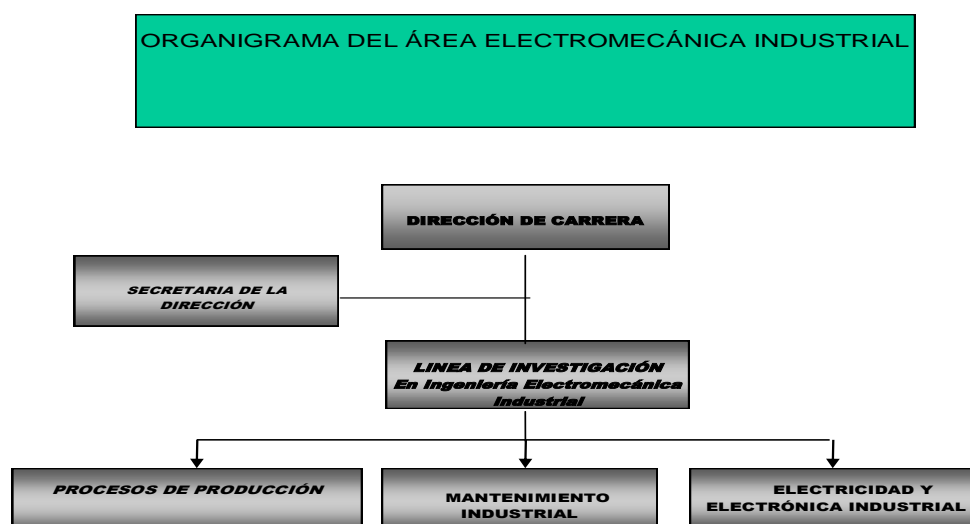 ORGANIGRAMA DEL ÁREA ELECTROMECÁNICA INDUSTRIAL
DIRECCIÓN DE CARRERA
SECRETARIA DE LA
DIRECCIÓN
LINEA DE INVESTIGACIÓN
En Ingeniería Electromecánica
Industrial
PROCESOS DE PRODUCCIÓN
MANTENIMIENTO
INDUSTRIAL
ELECTRICIDAD Y
ELECTRÓNICA INDUSTRIAL